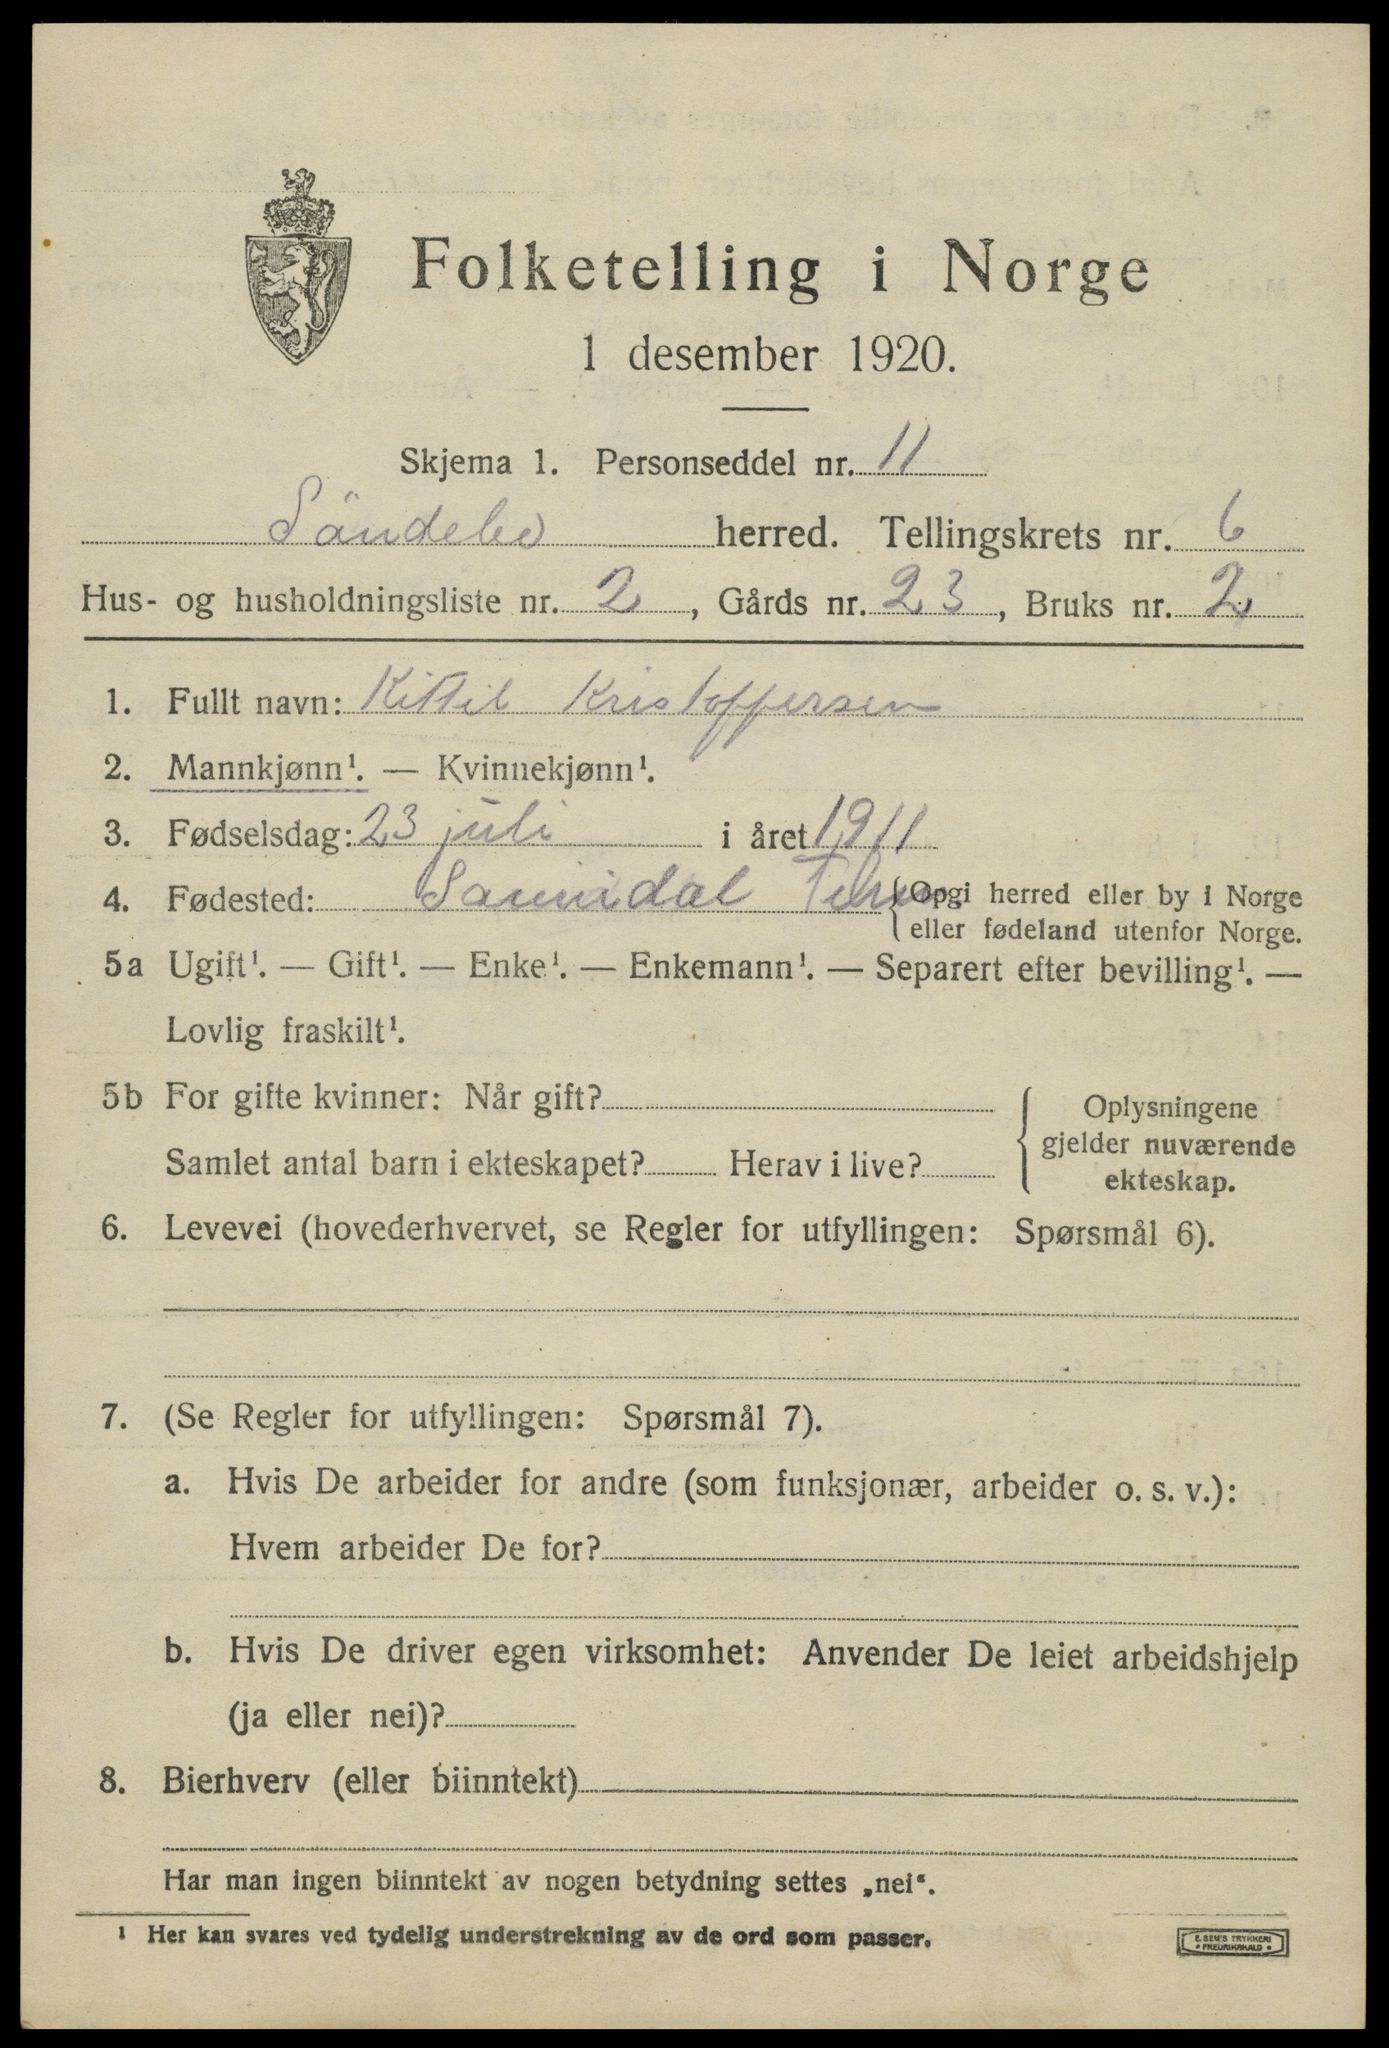 Folketelling i Norge
1 desember 1920.
Skjema 1. Personseddel nr. 11
Sändebö herred. Tellingskrets nr. 6
Hus- og husholdningsliste nr. 2, Gårds nr. 23, Bruks nr. 2
1. Fullt navn: Kittil Kristoffersen
2. Mannkjønn¹. — Kvinnekjønn¹.
3. Fødselsdag: 23 juli i året 1911
4. Fødested: Sannidal {Opgi herred eller by i Norge
eller fødeland utenfor Norge.
5a Ugift¹. — Gift¹. — Enke¹. — Enkemann¹. — Separert efter bevilling¹. —
Lovlig fraskilt¹.
5b For gifte kvinner: Når gift?
Samlet antal barn i ekteskapet? Herav i live?
Oplysningene
gjelder nuværende
ekteskap.
6. Levevei (hovederhvervet, se Regler for utfyllingen: Spørsmål 6).
7. (Se Regler for utfyllingen: Spørsmål 7).
a. Hvis De arbeider for andre (som funksjonær, arbeider o. s. v.):
Hvem arbeider De for?
b. Hvis De driver egen virksomhet: Anvender De leiet arbeidshjelp
(ja eller nei)?
8. Bierhverv (eller biinntekt)
Har man ingen biinntekt av nogen betydning settes „nei“.
¹ Her kan svares ved tydelig understrekning av de ord som passer.
E. SEM'S TRYKKERI
• FREDRIKSHALD •